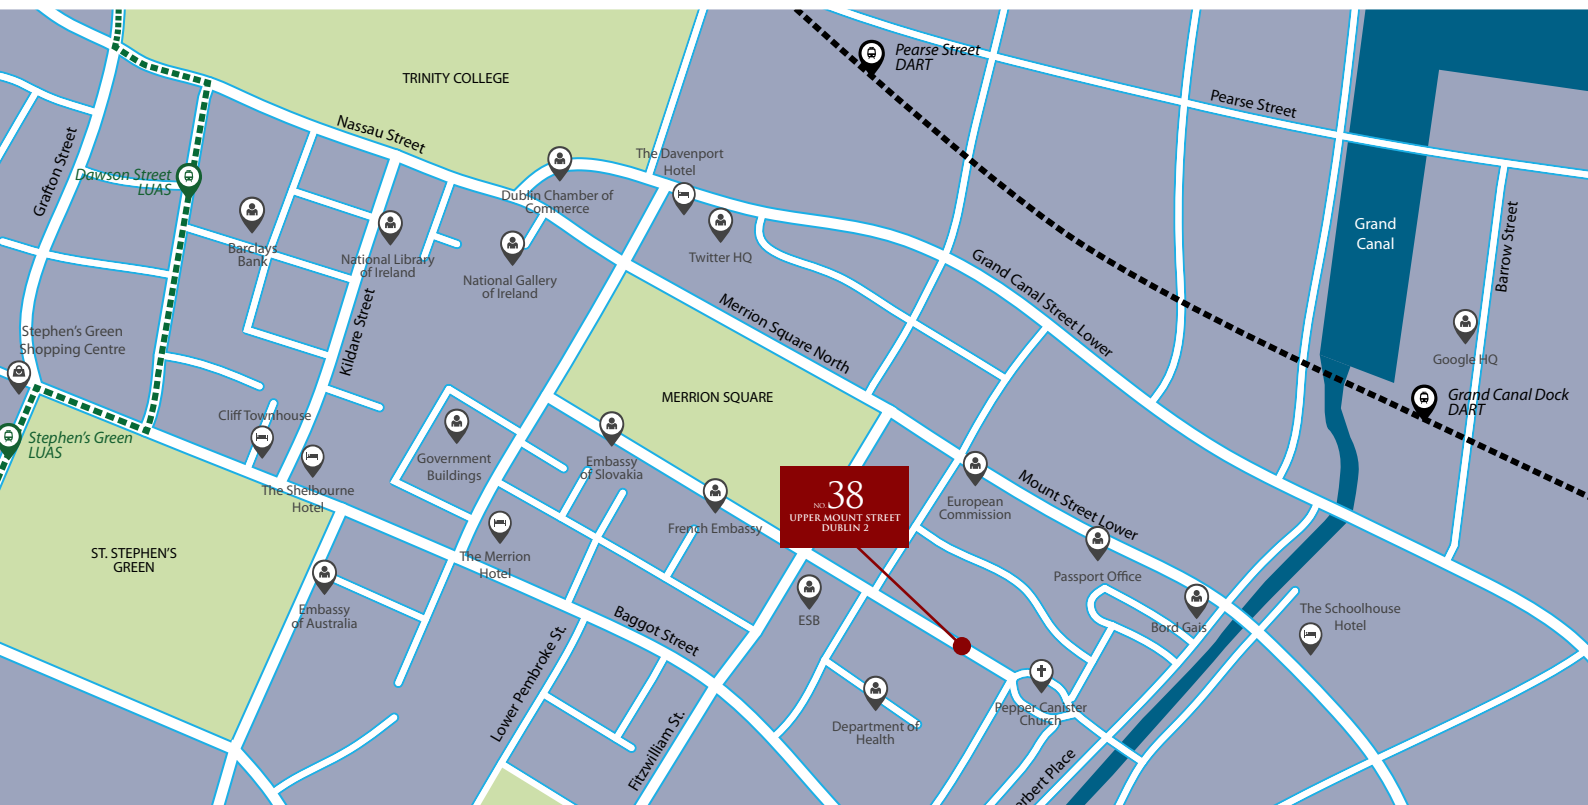 TRINITY COLLEGE
Pearse Street
DART
Pearse Street
Nassau Street
Grafton Street
Dawson Street
LUAS
The Davenport
Hotel
Dublin Chamber of
Commerce
Barclays
Bank
National Library
of Ireland
National Gallery
of Ireland
Twitter HQ
Grand
Canal
Barrow Street
Grand Canal Street Lower
Merrion Square North
Kildare Street
Stephen's Green
Shopping Centre
Google HQ
Grand Canal Dock
DART
MERRION SQUARE
Cliff Townhouse
Stephen's Green
LUAS
Government
Buildings
Embassy
of Slovakia
The Shelbourne
Hotel
French Embassy
NO. 38
UPPER MOUNT STREET
DUBLIN 2
European
Commission
Mount Street Lower
ST. STEPHEN'S
GREEN
The Merrion
Hotel
Passport Office
Embassy
of Australia
ESB
Bord Gais
The Schoolhouse
Hotel
Baggot Street
Lower Pembroke St.
Fitzwilliam St.
Department of
Health
Pepper Canister
Church
erbert Place